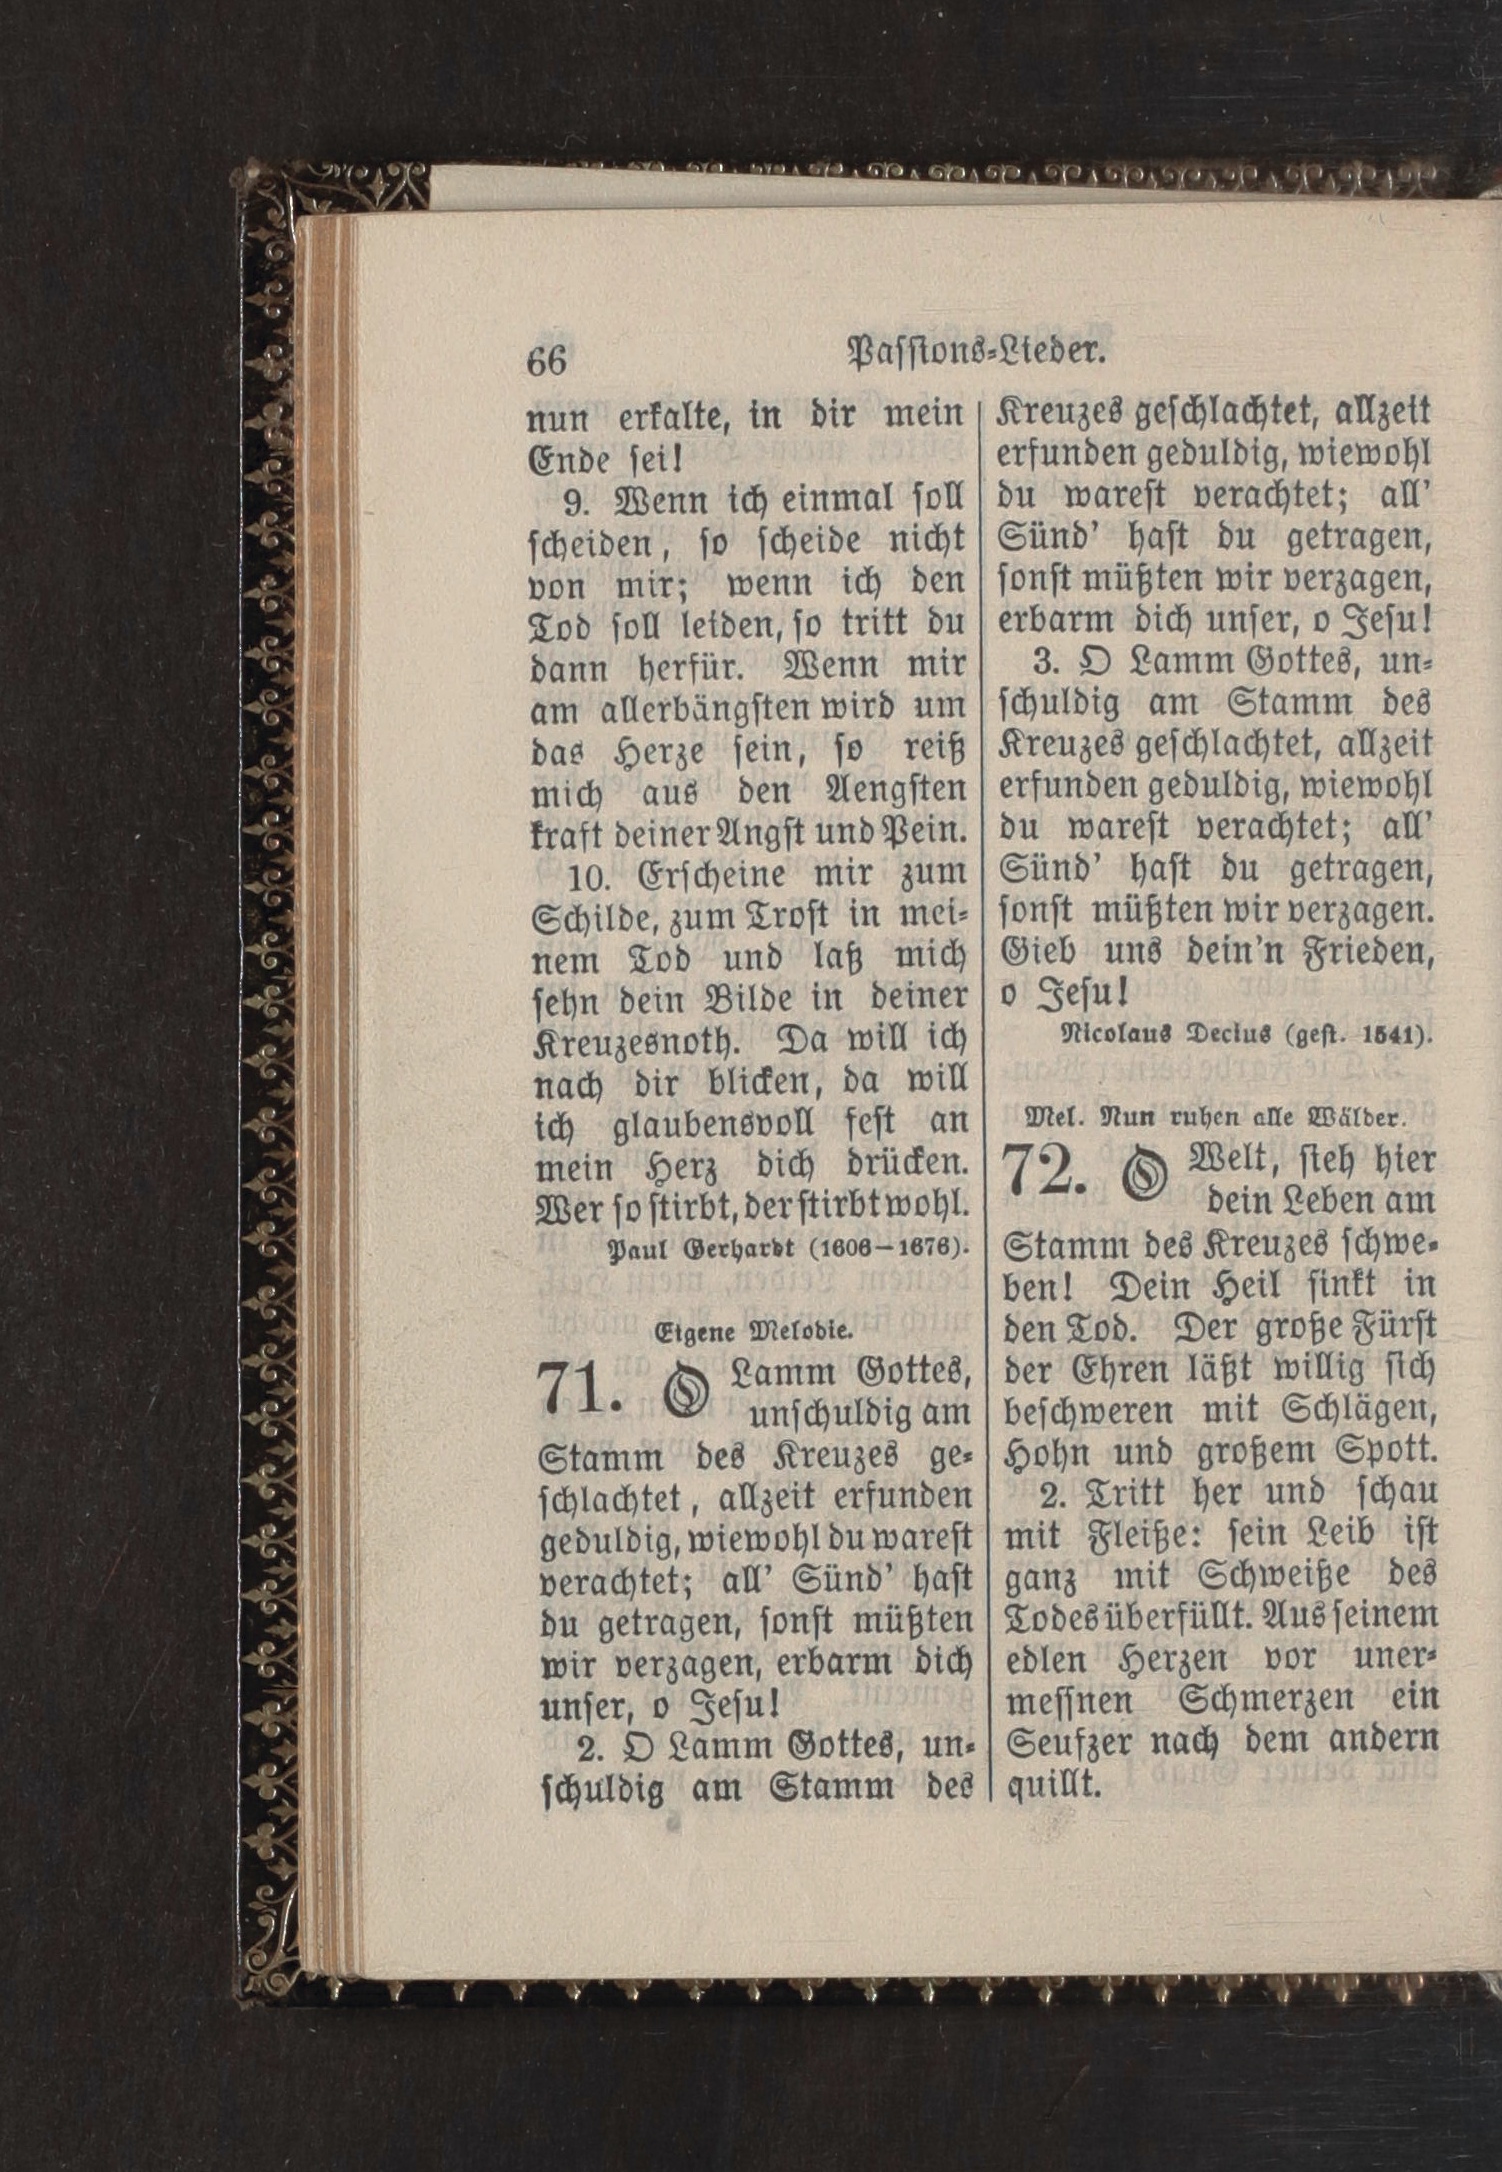 66
Passions-Lieder.
nun erkalte, in dir mein
Ende sei!
9. Wenn ich einmal soll
scheiden, so scheide nicht
von mir; wenn ich den
Tod soll leiden, so tritt du
dann herfür. Wenn mir
am allerbängsten wird um
das Herze sein, so reiß
mich aus den Aengsten
kraft deiner Angst und Pein.
10. Erscheine mir zum
Schilde, zum Trost in mei-
nem Tod und laß mich
sehn dein Bilde in deiner
Kreuzesnoth. Da will ich
nach dir blicken, da will
ich glaubensvoll fest an
mein Herz dich drücken.
Wer so stirbt, der stirbt wohl.
Paul Gerhardt (1606–1676).
Eigene Melodie.
71. O Lamm Gottes,
unschuldig am
Stamm des Kreuzes ge-
schlachtet, allzeit erfunden
geduldig, wiewohl du warest
verachtet; all' Sünd' hast
du getragen, sonst müßten
wir verzagen, erbarm dich
unser, o Jesu!
2. O Lamm Gottes, un-
schuldig am Stamm des
Kreuzes geschlachtet, allzeit
erfunden geduldig, wiewohl
du warest verachtet; all'
Sünd' hast du getragen,
sonst müßten wir verzagen,
erbarm dich unser, o Jesu!
3. O Lamm Gottes, un-
schuldig am Stamm des
Kreuzes geschlachtet, allzeit
erfunden geduldig, wiewohl
du warest verachtet; all'
Sünd' hast du getragen,
sonst müßten wir verzagen.
Gieb uns dein'n Frieden,
o Jesu!
Nicolaus Decius (gest. 1541).
Mel. Nun ruhen alle Wälder.
72. O Welt, sieh hier
dein Leben am
Stamm des Kreuzes schwe-
ben! Dein Heil sinkt in
den Tod. Der große Fürst
der Ehren läßt willig sich
beschweren mit Schlägen,
Hohn und großem Spott.
2. Tritt her und schau
mit Fleiße: sein Leib ist
ganz mit Schweiße des
Todes überfüllt. Aus seinem
edlen Herzen vor uner-
messnen Schmerzen ein
Seufzer nach dem andern
quillt.